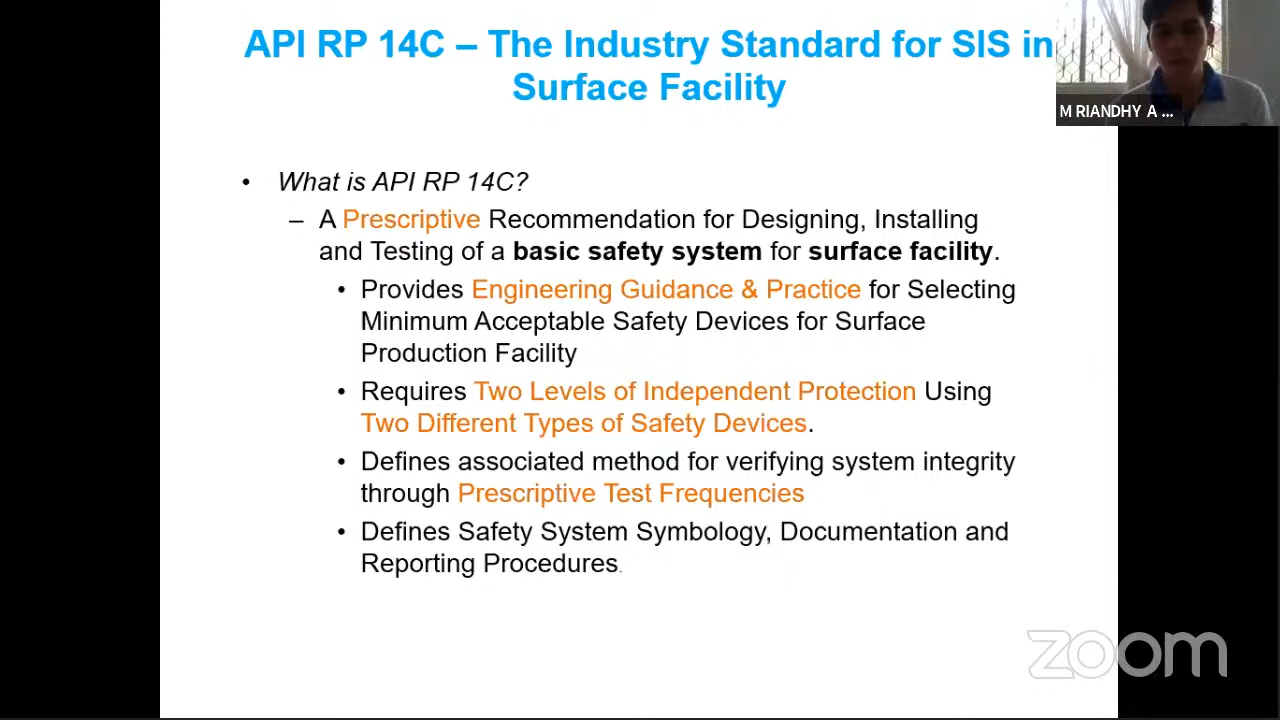 API RP 14C – The Industry Standard for SIS in
Surface Facility
M RIANDHY A ...
• What is API RP 14C?
– A Prescriptive Recommendation for Designing, Installing
and Testing of a basic safety system for surface facility.
• Provides Engineering Guidance & Practice for Selecting
Minimum Acceptable Safety Devices for Surface
Production Facility
• Requires Two Levels of Independent Protection Using
Two Different Types of Safety Devices.
• Defines associated method for verifying system integrity
through Prescriptive Test Frequencies
• Defines Safety System Symbology, Documentation and
Reporting Procedures.
zoom